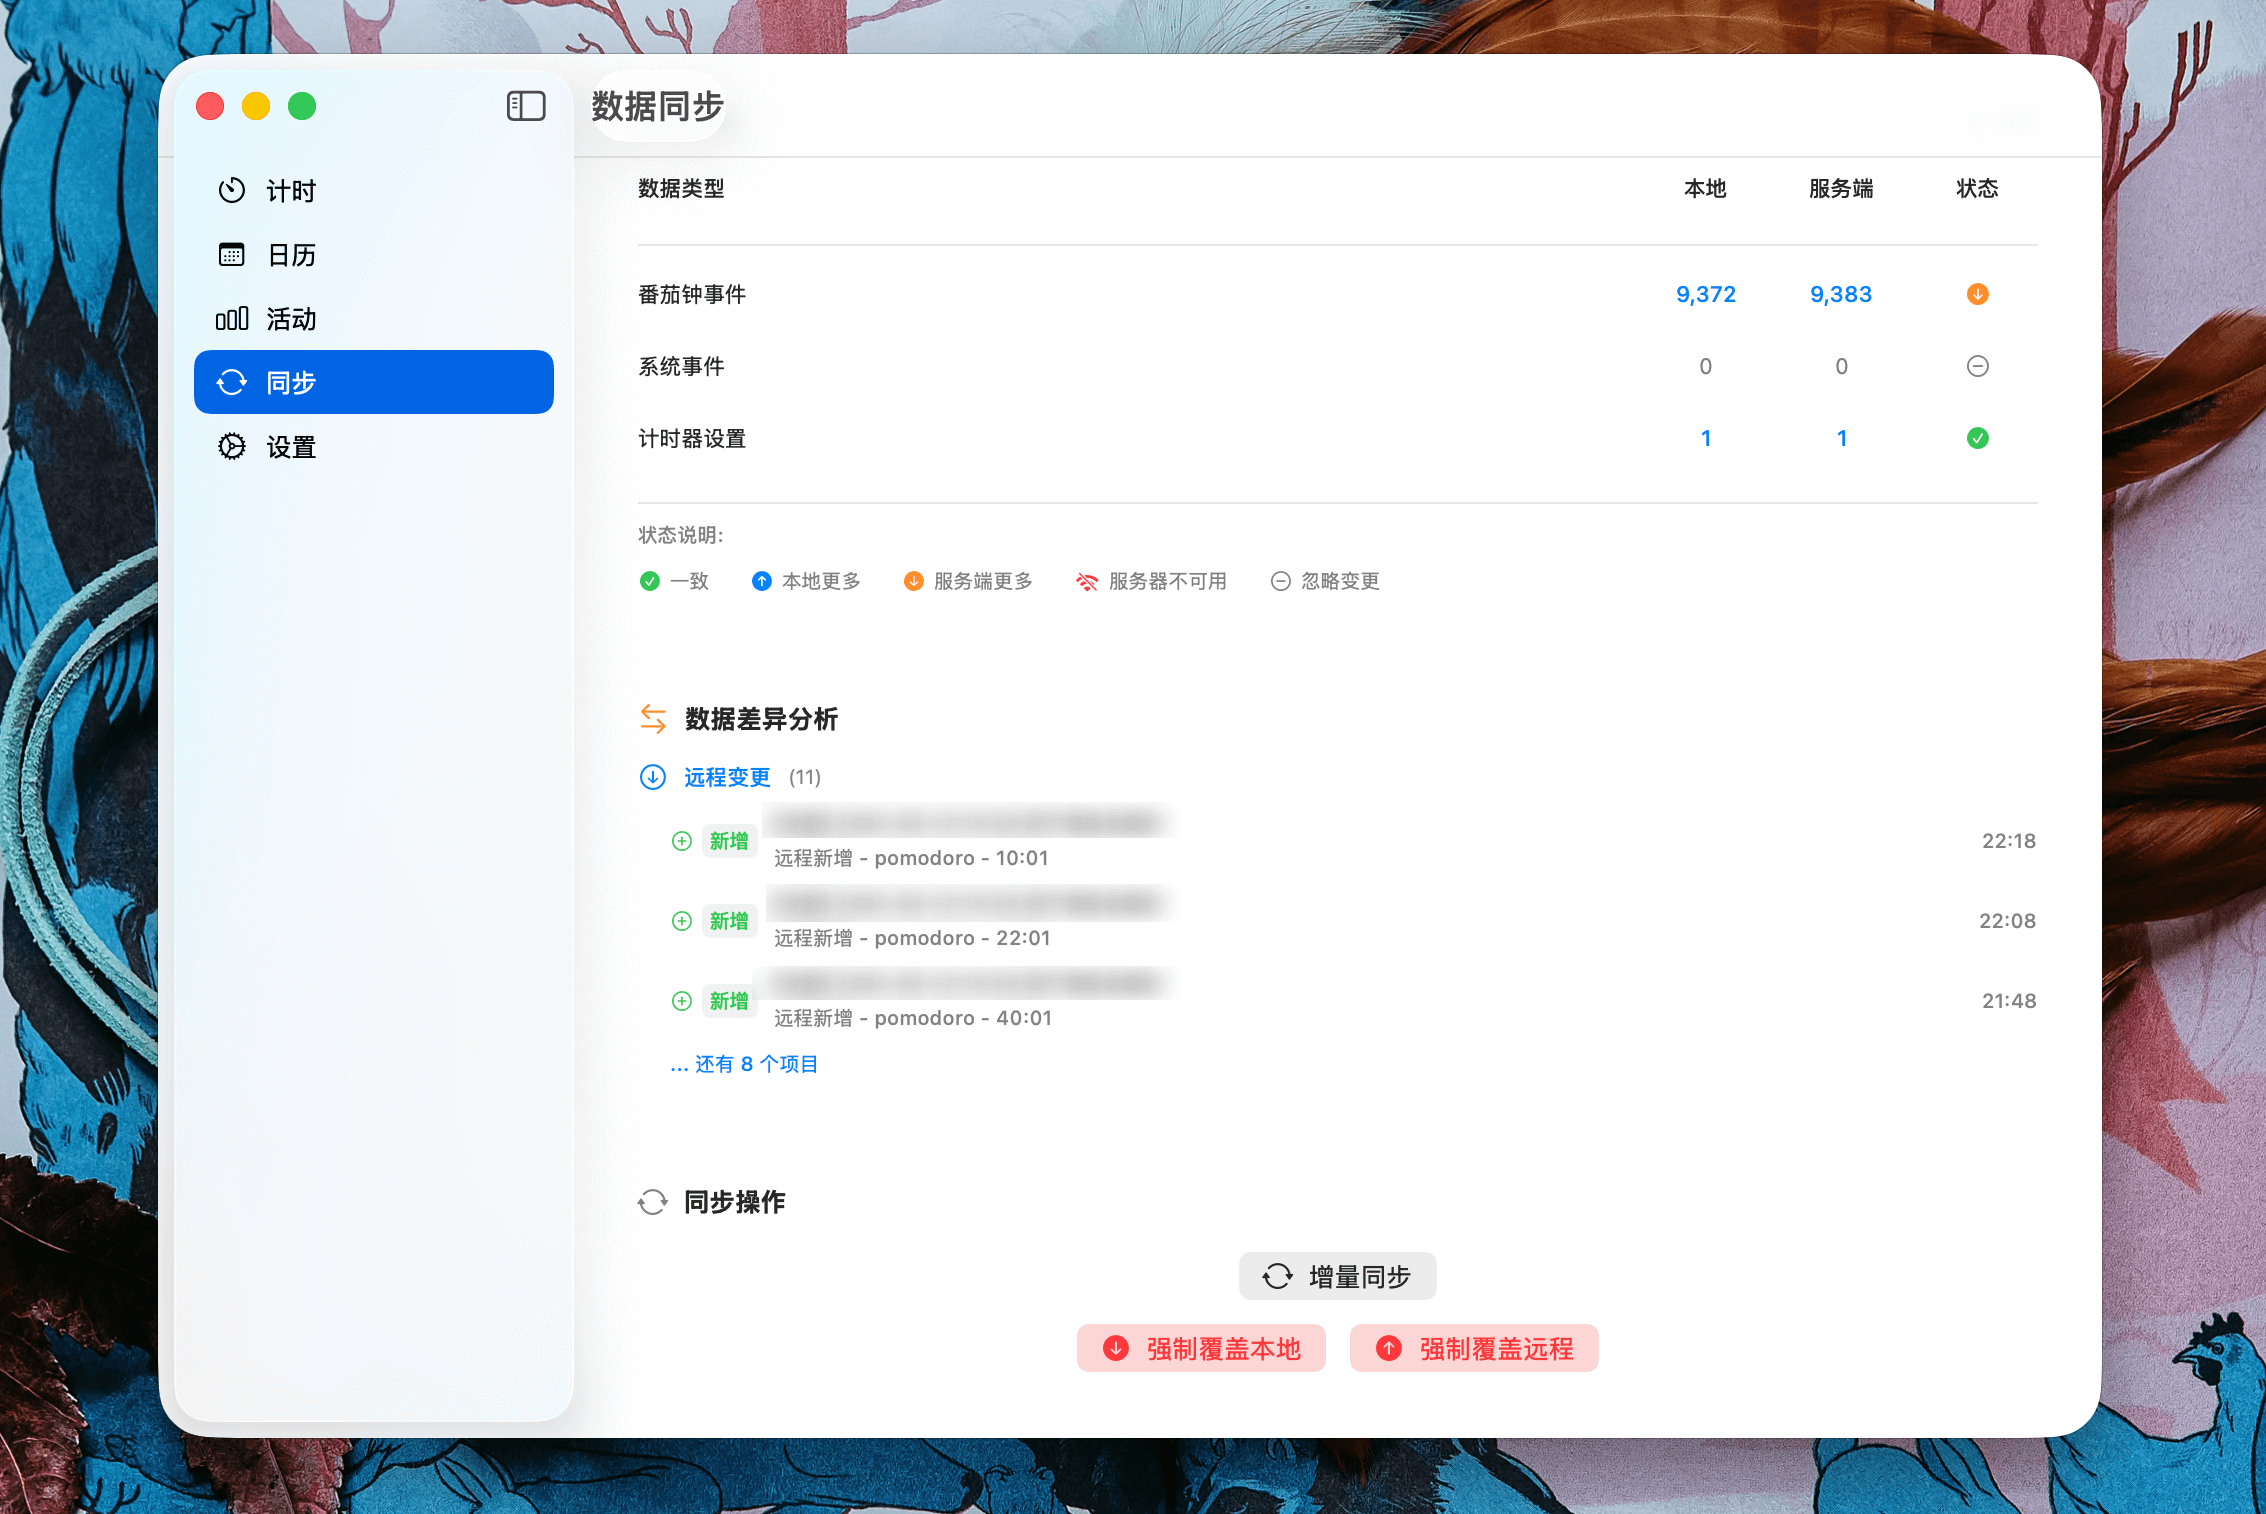 数据同步
计时
日历
活动
同步
设置
数据类型 本地 服务端 状态
番茄钟事件 9,372 9,383
系统事件 0 0
计时器设置 1 1
状态说明:
一致 本地更多 服务端更多 服务器不可用 忽略变更
数据差异分析
远程变更 (11)
新增 22:18
远程新增 - pomodoro - 10:01
新增 22:08
远程新增 - pomodoro - 22:01
新增 21:48
远程新增 - pomodoro - 40:01
... 还有 8 个项目
同步操作
增量同步
强制覆盖本地 强制覆盖远程